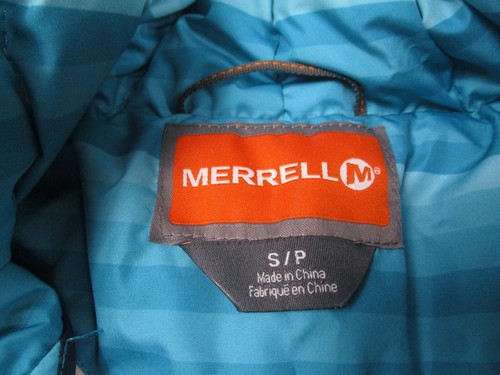 MERRELL M
S/P
Made in China
Fabriqué en Chine